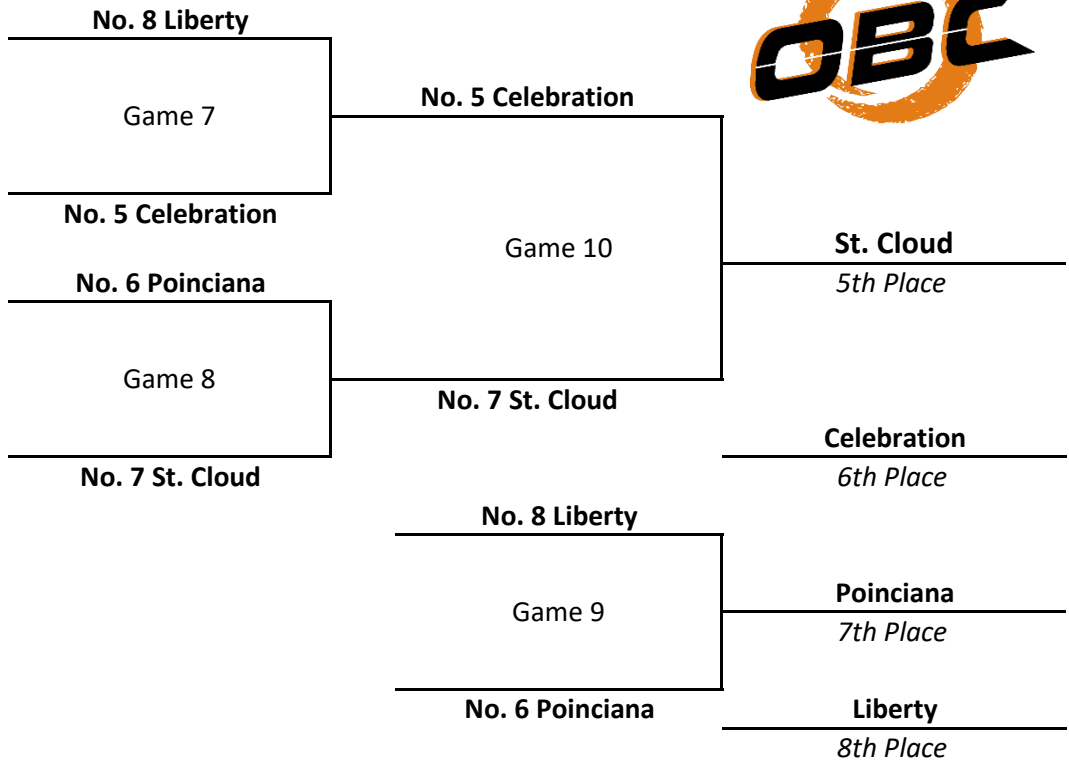 No. 8 Liberty
OBC
Game 7
No. 5 Celebration
No. 5 Celebration
Game 10
St. Cloud
5th Place
No. 6 Poinciana
Game 8
No. 7 St. Cloud
No. 7 St. Cloud
Celebration
6th Place
No. 8 Liberty
Game 9
Poinciana
7th Place
No. 6 Poinciana
Liberty
8th Place